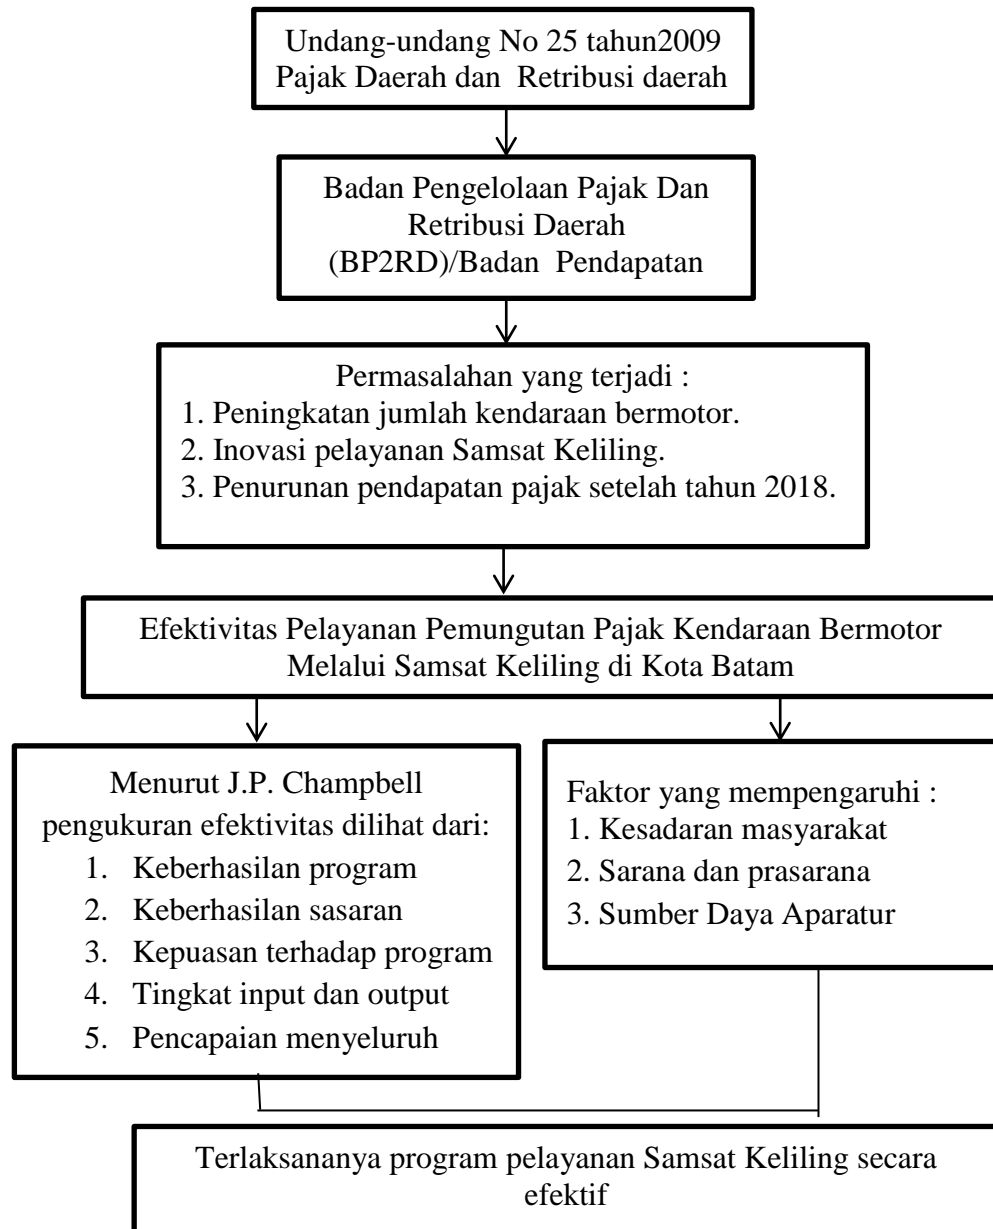 Undang-undang No 25 tahun2009
Pajak Daerah dan Retribusi daerah
Badan Pengelolaan Pajak Dan
Retribusi Daerah
(BP2RD)/Badan Pendapatan
Permasalahan yang terjadi :
1. Peningkatan jumlah kendaraan bermotor.
2. Inovasi pelayanan Samsat Keliling.
3. Penurunan pendapatan pajak setelah tahun 2018.
Efektivitas Pelayanan Pemungutan Pajak Kendaraan Bermotor
Melalui Samsat Keliling di Kota Batam
Menurut J.P. Champbell
pengukuran efektivitas dilihat dari:
1. Keberhasilan program
2. Keberhasilan sasaran
3. Kepuasan terhadap program
4. Tingkat input dan output
5. Pencapaian menyeluruh
Faktor yang mempengaruhi :
1. Kesadaran masyarakat
2. Sarana dan prasarana
3. Sumber Daya Aparatur
Terlaksananya program pelayanan Samsat Keliling secara
efektif